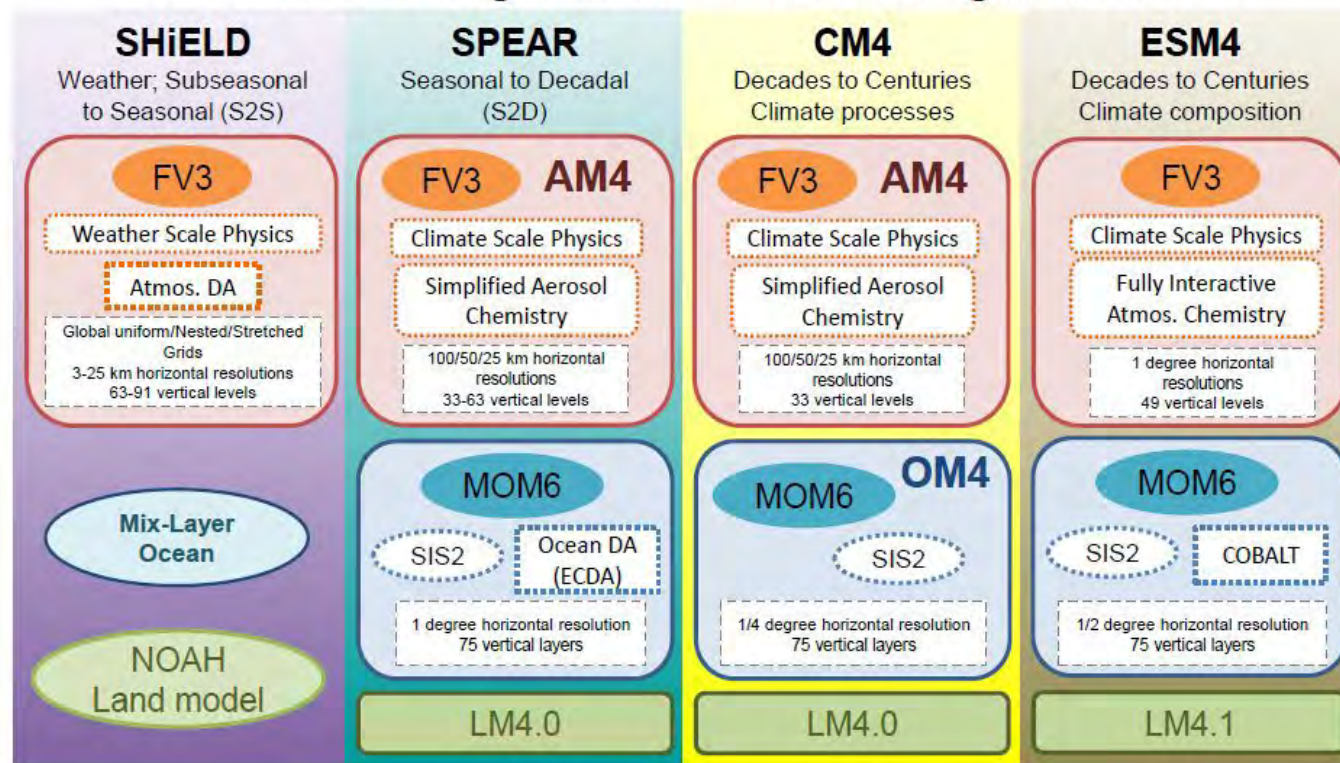 SHiELD
Weather; Subseasonal
to Seasonal (S2S)
FV3
Weather Scale Physics
Atmos. DA
Global uniform/Nested/Stretched
Grids
3-25 km horizontal resolutions
63-91 vertical levels
Mix-Layer
Ocean
NOAH
Land model
SPEAR
Seasonal to Decadal
(S2D)
FV3 AM4
Climate Scale Physics
Simplified Aerosol
Chemistry
100/50/25 km horizontal
resolutions
33-63 vertical levels
MOM6
SIS2
Ocean DA
(ECDA)
1 degree horizontal resolution
75 vertical layers
LM4.0
CM4
Decades to Centuries
Climate processes
FV3 AM4
Climate Scale Physics
Simplified Aerosol
Chemistry
100/50/25 km horizontal
resolutions
33 vertical levels
MOM6 OM4
SIS2
1/4 degree horizontal resolution
75 vertical layers
LM4.0
ESM4
Decades to Centuries
Climate composition
FV3
Climate Scale Physics
Fully Interactive
Atmos. Chemistry
1 degree horizontal
resolutions
49 vertical levels
MOM6
SIS2
COBALT
1/2 degree horizontal resolution
75 vertical layers
LM4.1